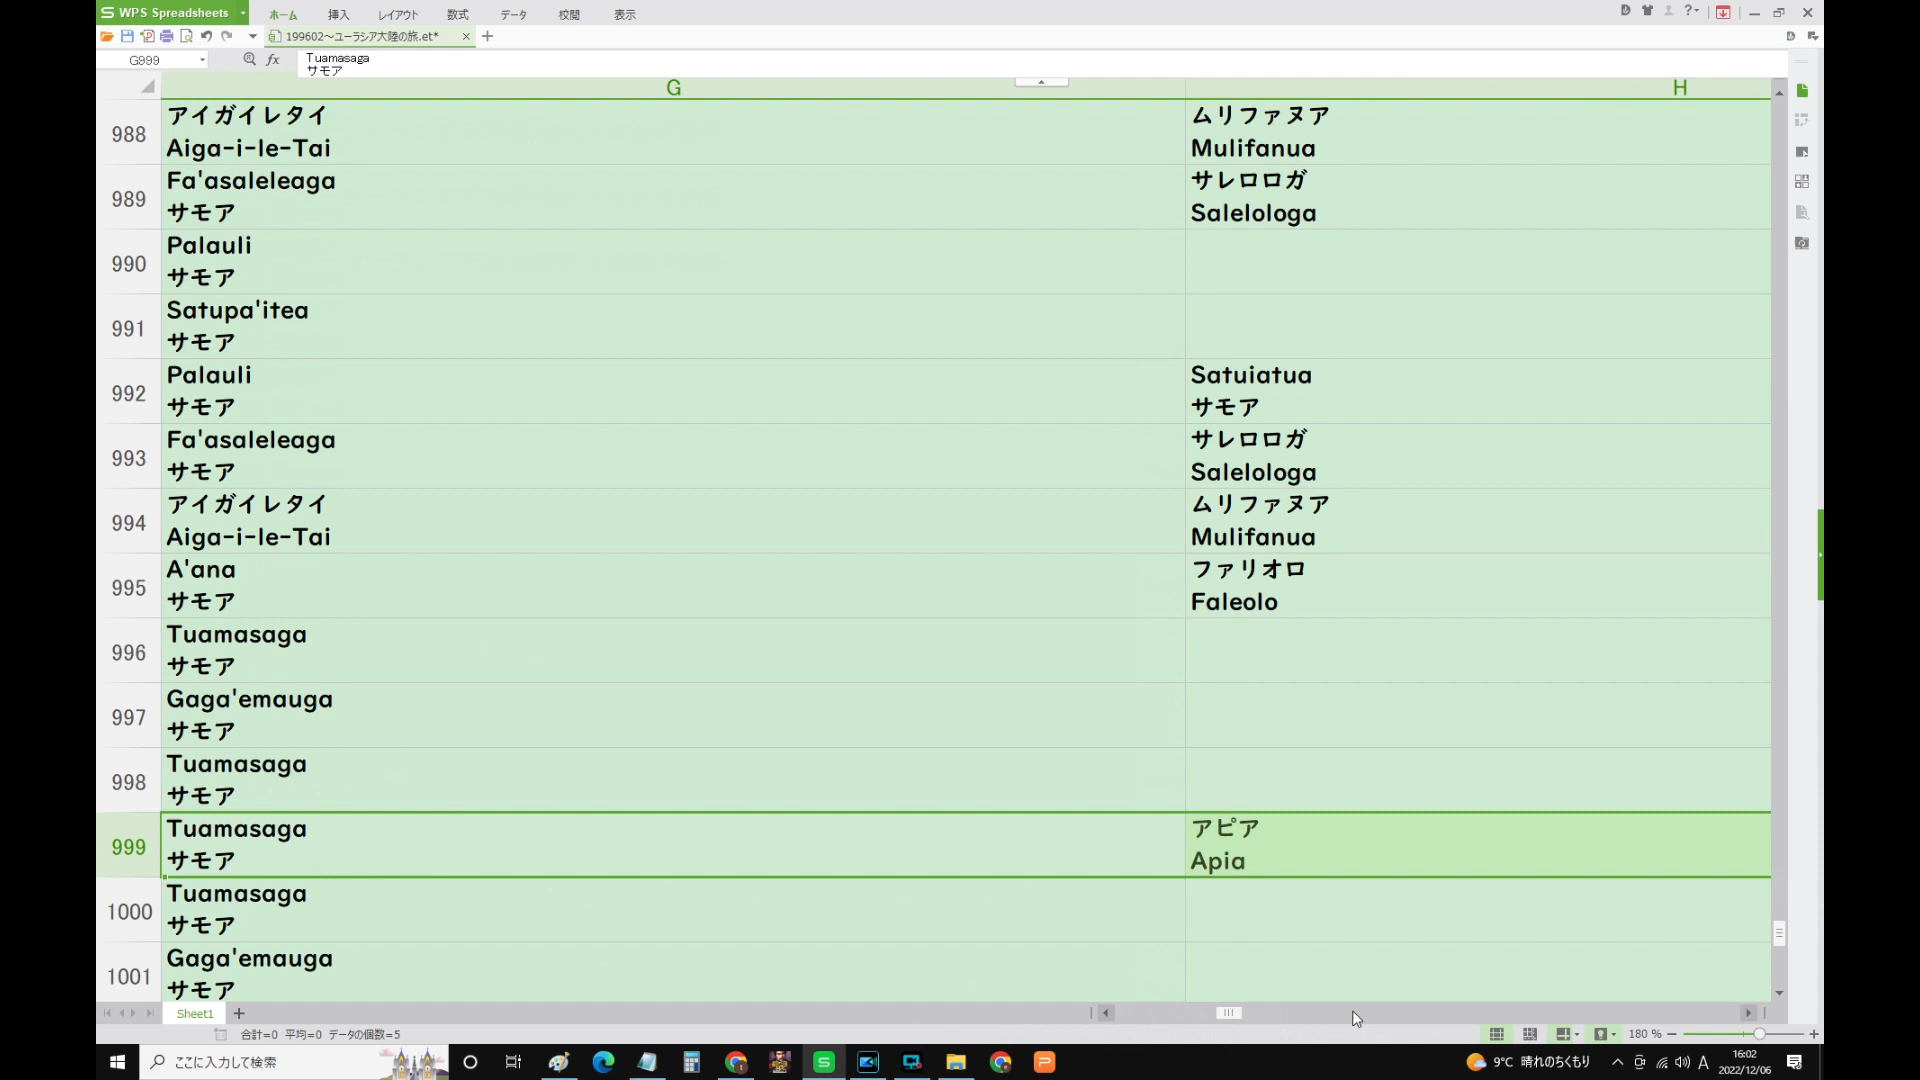 WPS Spreadsheets
ホーム 挿入 レイアウト 数式 データ 校閲 表示
199602～ユーラシア大陸の旅.et*
G999
fx
Tuamasaga
サモア
G H
988
アイガイレタイ
Aiga-i-le-Tai
ムリファヌア
Mulifanua
989
Fa'asaleleaga
サモア
サレロロガ
Salelologa
990
Palauli
サモア
991
Satupa'itea
サモア
992
Palauli
サモア
Satuiatua
サモア
993
Fa'asaleleaga
サモア
サレロロガ
Salelologa
994
アイガイレタイ
Aiga-i-le-Tai
ムリファヌア
Mulifanua
995
A'ana
サモア
ファリオロ
Faleolo
996
Tuamasaga
サモア
997
Gaga'emauga
サモア
998
Tuamasaga
サモア
999
Tuamasaga
サモア
アピア
Apia
1000
Tuamasaga
サモア
1001
Gaga'emauga
サモア
Sheet1
合計=0 平均=0 データの個数=5
180 %
ここに入力して検索
9°C 晴れのちくもり
A
16:02
2022/12/06